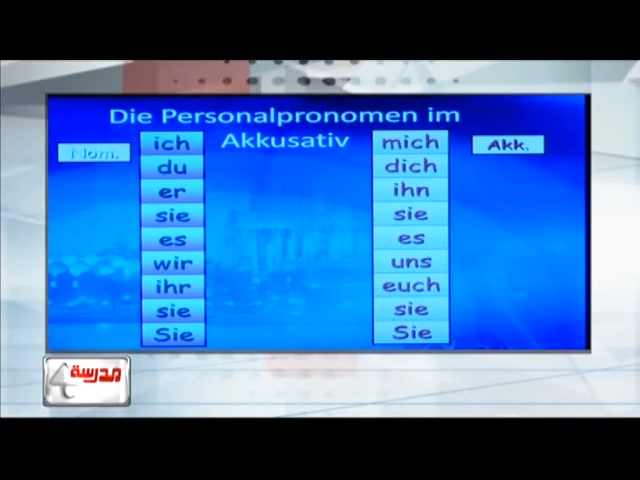 Die Personalpronomen im
Akkusativ
Nom.
Akk.
ich mich
du dich
er ihn
sie sie
es es
wir uns
ihr euch
sie sie
Sie Sie
مدرسة
4